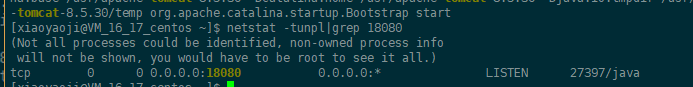 -tomcat-8.5.30/temp org.apache.catalina.startup.Bootstrap start
[xiaoyaoji@VM_16_17_centos ~]$ netstat -tunpl|grep 18080
(Not all processes could be identified, non-owned process info
will not be shown, you would have to be root to see it all.)
tcp 0 0 0.0.0.0:18080 0.0.0.0:* LISTEN 27397/java